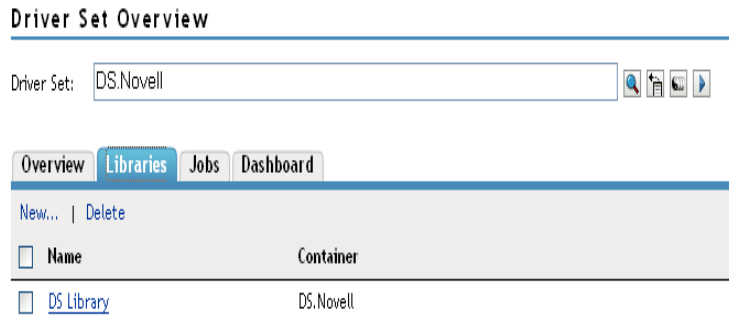 Driver Set Overview
Driver Set: DS.Novell
Overview Libraries Jobs Dashboard
New... | Delete
Name Container
DS Library DS.Novell